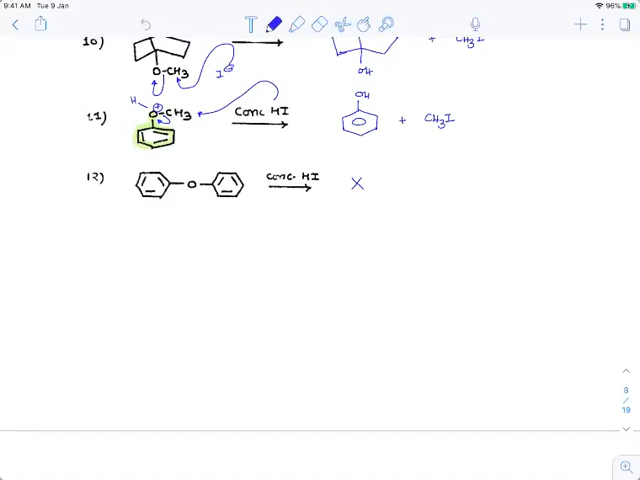 9:41 AM Tue 9 Jan
96%
T
10)
O-CH3
I⊖
OH
+ CH3I
11)
H
⊕
O-CH3
Conc HI
OH
+ CH3I
12)
O
Conc. HI
X
8
/
19